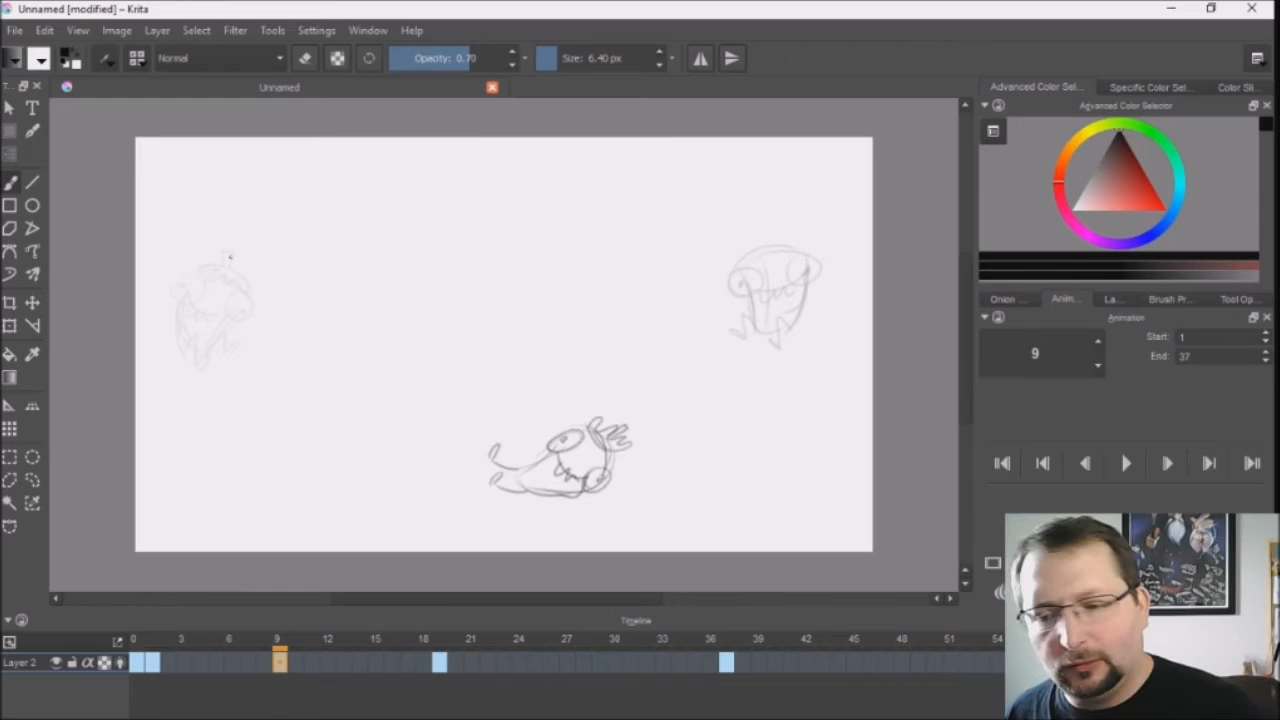 Unnamed [modified] – Krita
File Edit View Image Layer Select Filter Tools Settings Window Help
Normal Opacity: 0.70 Size: 6.40 px
T...
Unnamed
Advanced Color Sel... Specific Color Sel... Color Sli...
Advanced Color Selector
Onion ... Anim... La... Brush Pr... Tool Op...
Animation
9
Start: 1
End: 37
Timeline
0 3 6 9 12 15 18 21 24 27 30 33 36 39 42 45 48 51 54
Layer 2